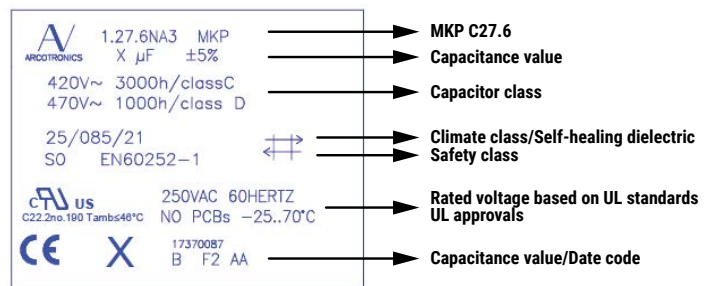 1.27.6NA3 MKP
ARCOTRONICS X µF ±5%
420V~ 3000h/classC
470V~ 1000h/class D
25/085/21
SO EN60252-1
c US 250VAC 60HERTZ
C22.2no.190 Tamb≤46°C NO PCBs -25..70°C
CE X 17370087
B F2 AA
MKP C27.6
Capacitance value
Capacitor class
Climate class/Self-healing dielectric
Safety class
Rated voltage based on UL standards
UL approvals
Capacitance value/Date code